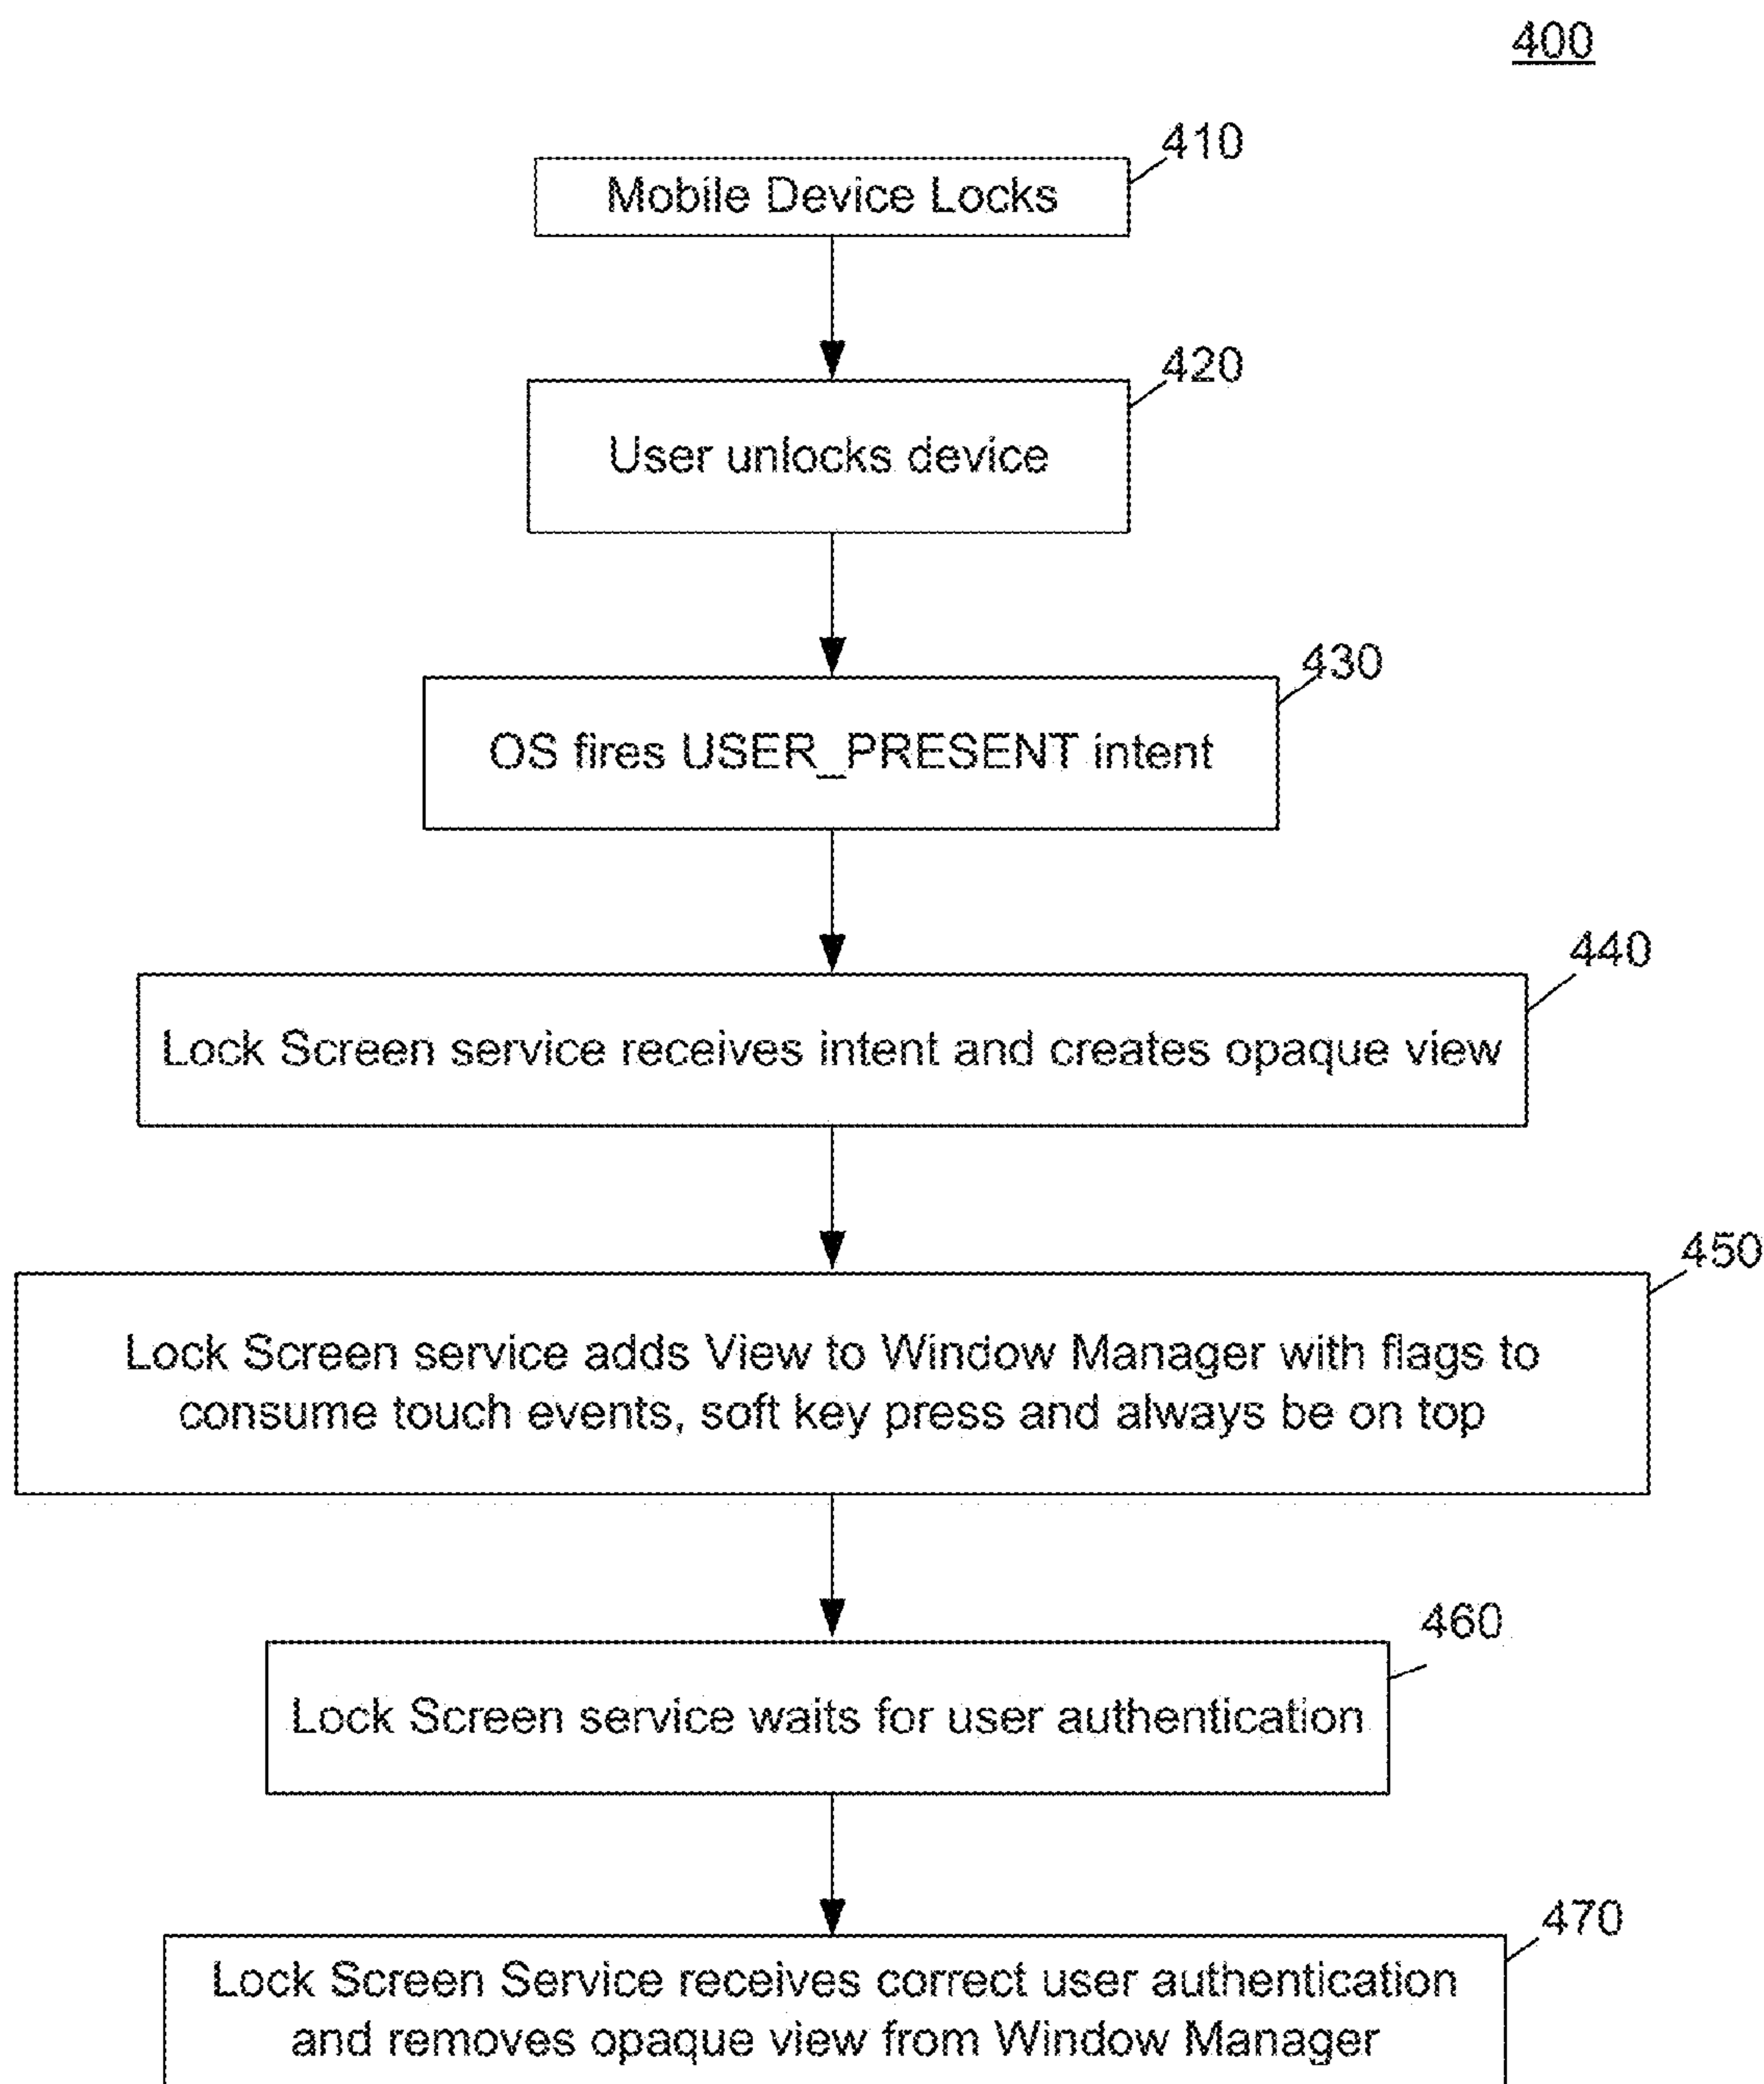 400
410
Mobile Device Locks
420
User unlocks device
430
OS fires USER_PRESENT intent
440
Lock Screen service receives intent and creates opaque view
450
Lock Screen service adds View to Window Manager with flags to
consume touch events, soft key press and always be on top
460
Lock Screen service waits for user authentication
470
Lock Screen Service receives correct user authentication
and removes opaque view from Window Manager